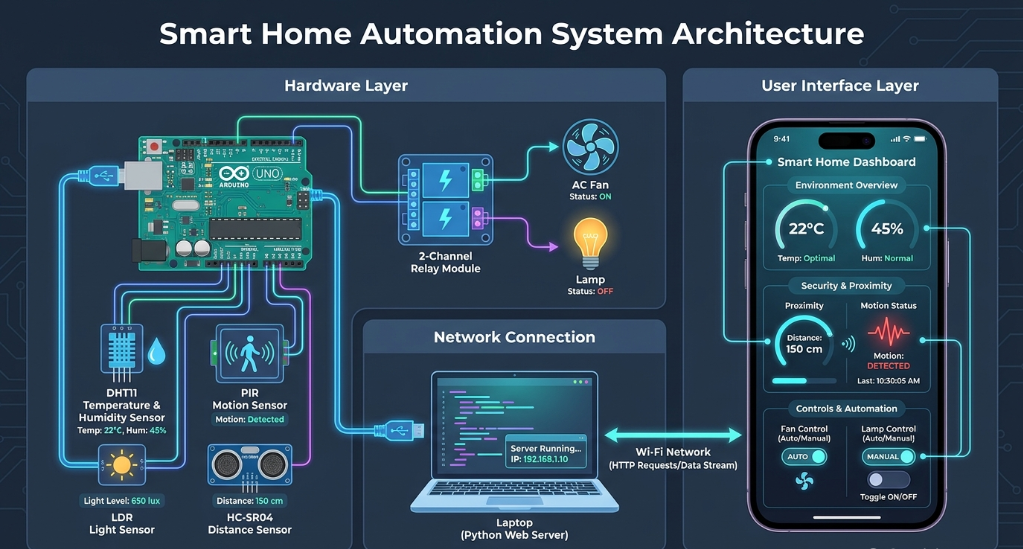 Smart Home Automation System Architecture
Hardware Layer
ARDUINO
UNO
2-Channel
Relay Module
AC Fan
Status: ON
Lamp
Status: OFF
DHT11
Temperature &
Humidity Sensor
Temp: 22°C, Hum: 45%
PIR
Motion Sensor
Motion: Detected
Light Level: 650 lux
LDR
Light Sensor
Distance: 150 cm
HC-SR04
Distance Sensor
Network Connection
Server Running...
IP: 192.168.1.10
Laptop
(Python Web Server)
Wi-Fi Network
(HTTP Requests/Data Stream)
User Interface Layer
9:41
Smart Home Dashboard
Environment Overview
22°C
45%
Temp: Optimal
Hum: Normal
Security & Proximity
Proximity
Motion Status
Distance:
150 cm
Motion:
DETECTED
Last: 10:30:05 AM
Controls & Automation
Fan Control
(Auto/Manual)
Lamp Control
(Auto/Manual)
AUTO
MANUAL
Toggle ON/OFF